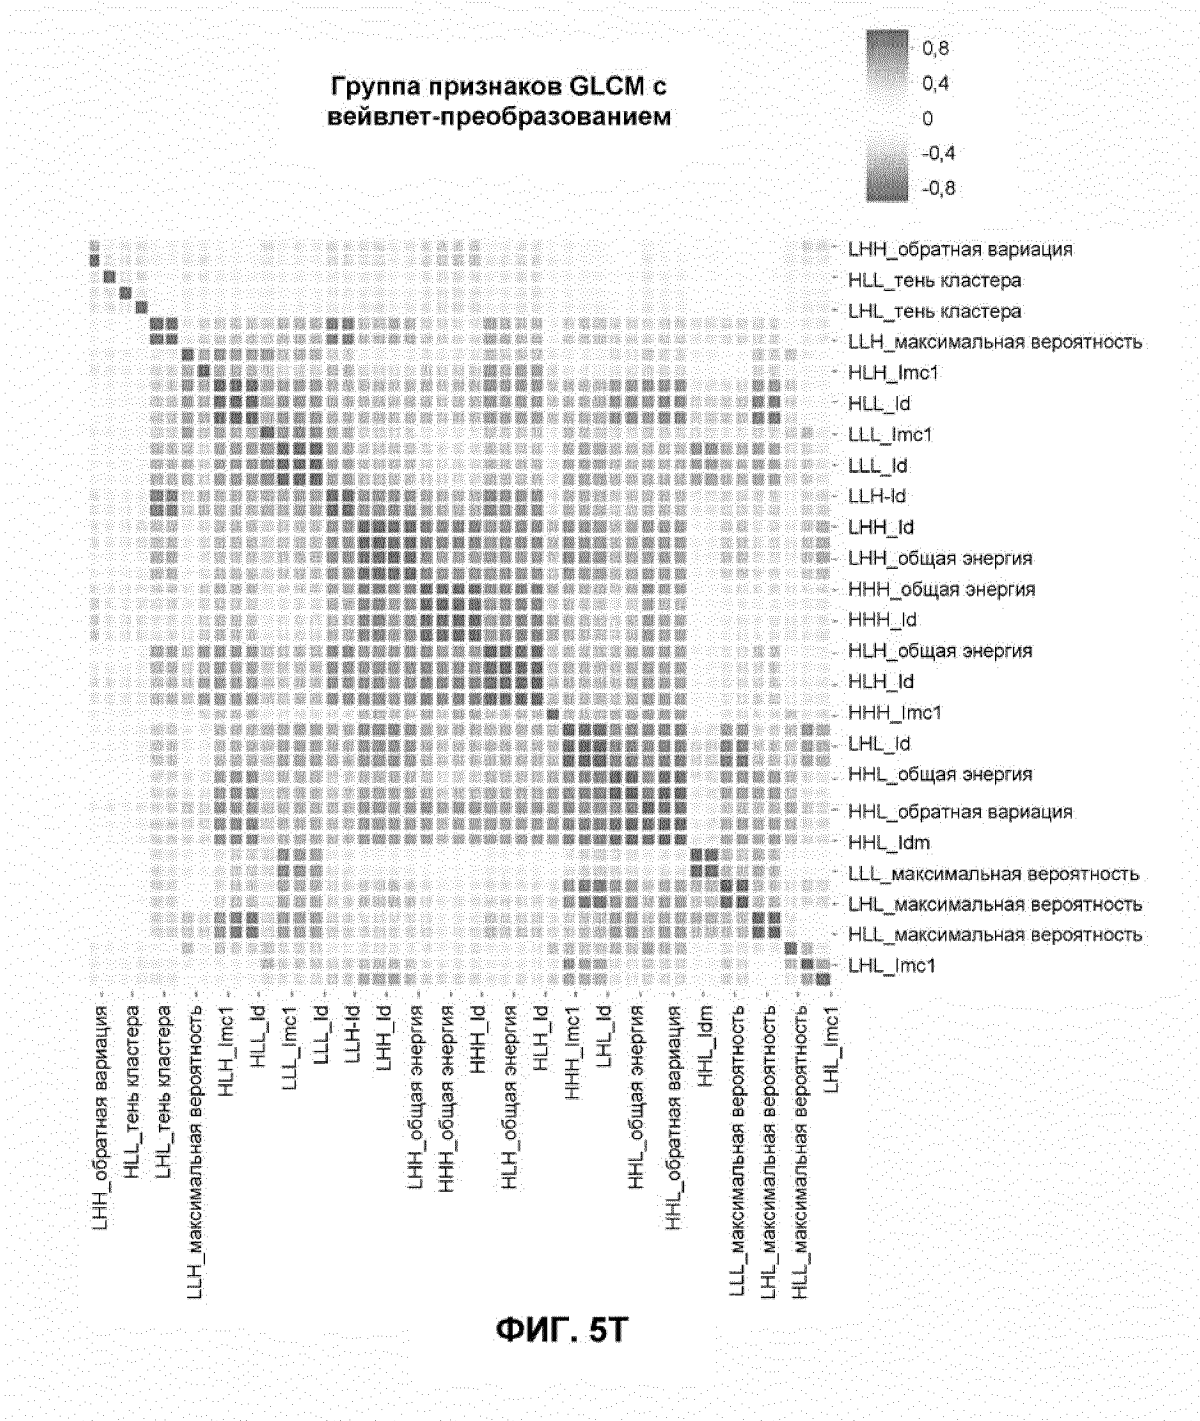 Группа признаков GLCM с
вейвлет-преобразованием
0,8
0,4
0
-0,4
-0,8
LHH_обратная вариация
HLL_тень кластера
LHL_тень кластера
LLH_максимальная вероятность
HLH_Imc1
HLL_Id
LLL_Imc1
LLL_Id
LLH-Id
LHH_Id
LHH_общая энергия
HHH_общая энергия
HHH_Id
HLH_общая энергия
HLH_Id
HHH_Imc1
LHL_Id
HHL_общая энергия
HHL_обратная вариация
HHL_Idm
LLL_максимальная вероятность
LHL_максимальная вероятность
HLL_максимальная вероятность
LHL_Imc1
LHH_обратная вариация
HLL_тень кластера
LHL_тень кластера
LLH_максимальная вероятность
HLH_Imc1
HLL_Id
LLL_Imc1
LLL_Id
LLH-Id
LHH_Id
LHH_общая энергия
HHH_общая энергия
HHH_Id
HLH_общая энергия
HLH_Id
HHH_Imc1
LHL_Id
HHL_общая энергия
HHL_обратная вариация
HHL_Idm
LLL_максимальная вероятность
LHL_максимальная вероятность
HLL_максимальная вероятность
LHL_Imc1
ФИГ. 5T